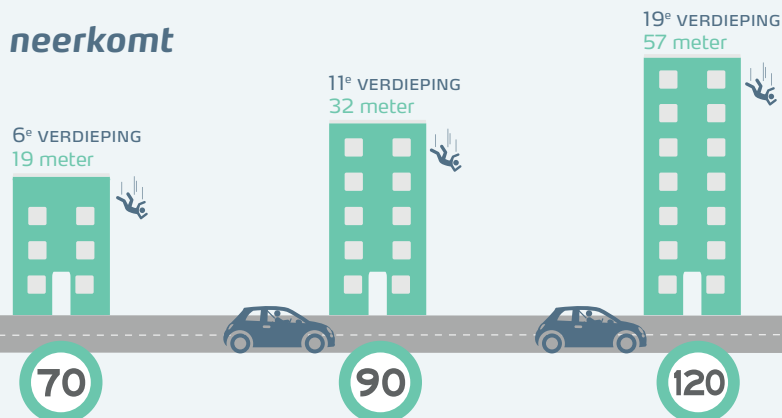 neerkomt
6e VERDIEPING
19 meter
11e VERDIEPING
32 meter
19e VERDIEPING
57 meter
70
90
120